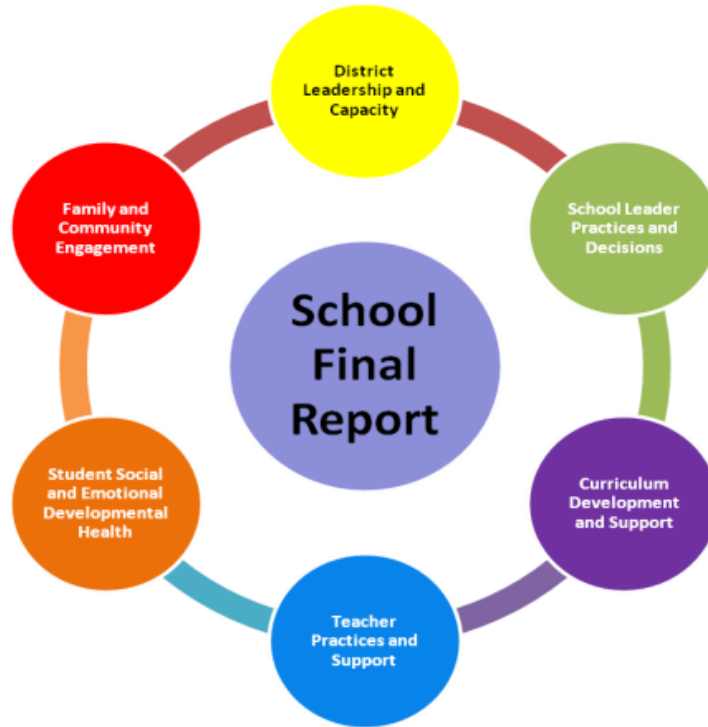 District
Leadership and
Capacity
Family and
Community
Engagement
School Leader
Practices and
Decisions
School
Final
Report
Student Social
and Emotional
Developmental
Health
Curriculum
Development
and Support
Teacher
Practices and
Support